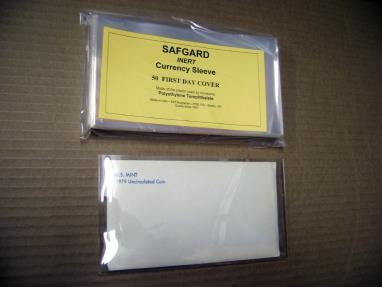 SAFGARD
INERT
Currency Sleeve
50 FIRST DAY COVER
Made of the plastic used by museums:
Polyethylene Terephthalate
U.S. MINT
1979 Uncirculated Coin